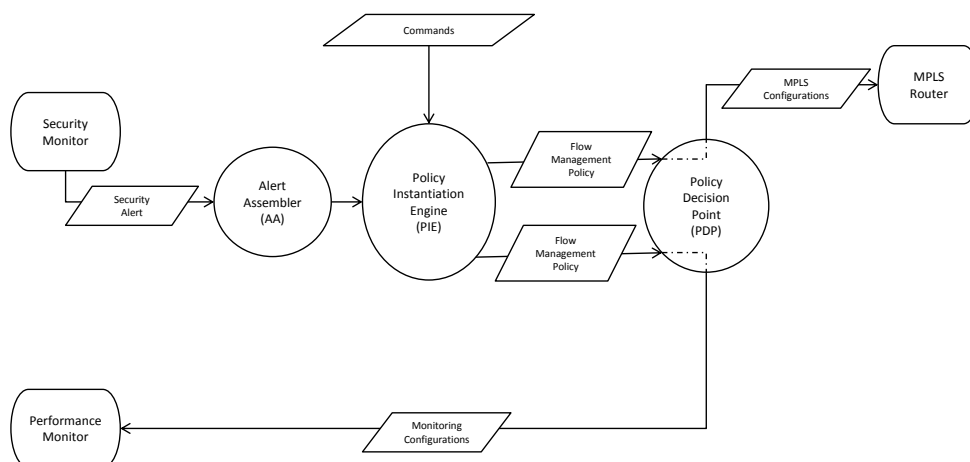 Commands
MPLS
Configurations
MPLS
Router
Security
Monitor
Flow
Management
Policy
Alert
Assembler
(AA)
Policy
Instantiation
Engine
(PIE)
Policy
Decision
Point
(PDP)
Security
Alert
Flow
Management
Policy
Performance
Monitor
Monitoring
Configurations